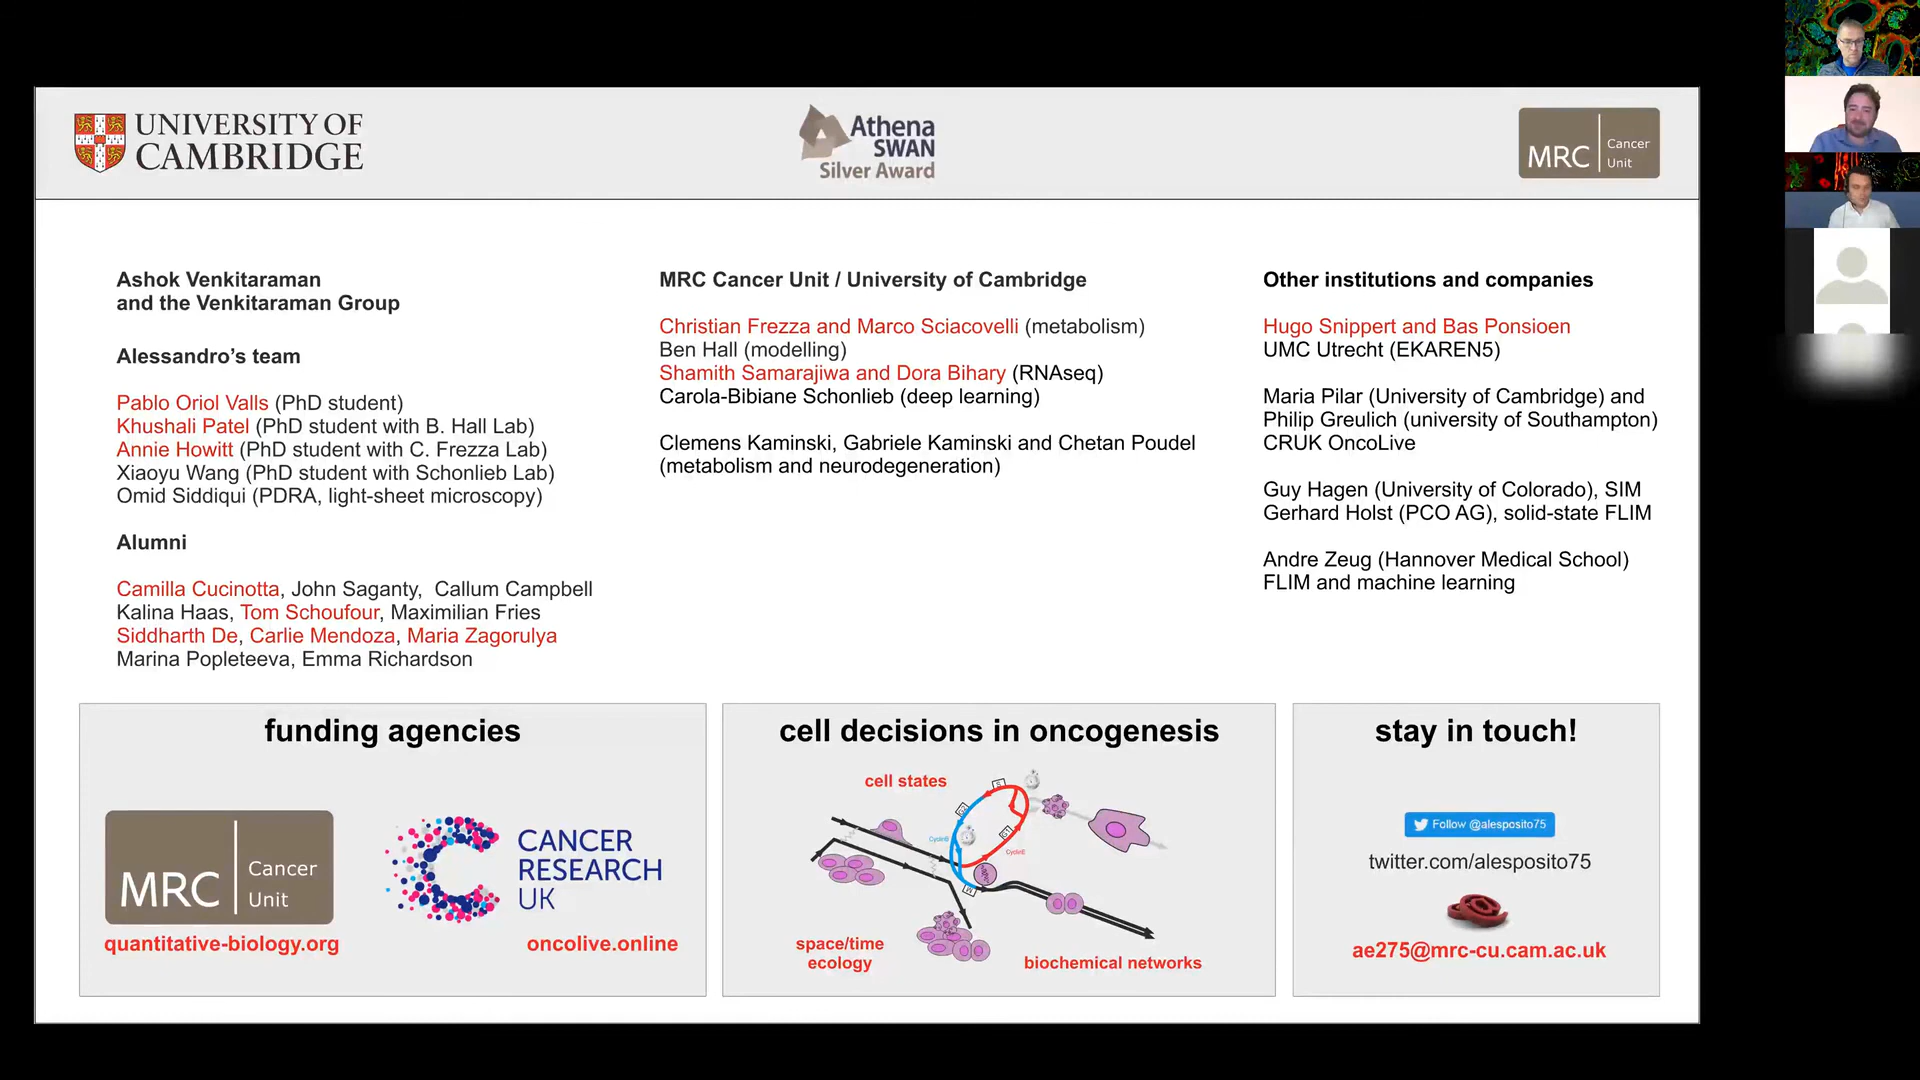 UNIVERSITY OF
CAMBRIDGE
Athena
SWAN
Silver Award
MRC
Cancer
Unit
Ashok Venkitaraman
and the Venkitaraman Group
Alessandro’s team
Pablo Oriol Valls (PhD student)
Khushali Patel (PhD student with B. Hall Lab)
Annie Howitt (PhD student with C. Frezza Lab)
Xiaoyu Wang (PhD student with Schonlieb Lab)
Omid Siddiqui (PDRA, light-sheet microscopy)
Alumni
Camilla Cucinotta, John Saganty, Callum Campbell
Kalina Haas, Tom Schoufour, Maximilian Fries
Siddharth De, Carlie Mendoza, Maria Zagorulya
Marina Popleteeva, Emma Richardson
MRC Cancer Unit / University of Cambridge
Christian Frezza and Marco Sciacovelli (metabolism)
Ben Hall (modelling)
Shamith Samarajiwa and Dora Bihary (RNAseq)
Carola-Bibiane Schonlieb (deep learning)
Clemens Kaminski, Gabriele Kaminski and Chetan Poudel
(metabolism and neurodegeneration)
Other institutions and companies
Hugo Snippert and Bas Ponsioen
UMC Utrecht (EKAREN5)
Maria Pilar (University of Cambridge) and
Philip Greulich (university of Southampton)
CRUK OncoLive
Guy Hagen (University of Colorado), SIM
Gerhard Holst (PCO AG), solid-state FLIM
Andre Zeug (Hannover Medical School)
FLIM and machine learning
funding agencies
MRC
Cancer
Unit
quantitative-biology.org
CANCER
RESEARCH
UK
oncolive.online
cell decisions in oncogenesis
cell states
S
G2
G1
CyclinB
CyclinE
M
space/time
ecology
biochemical networks
stay in touch!
Follow @alesposito75
twitter.com/alesposito75
ae275@mrc-cu.cam.ac.uk